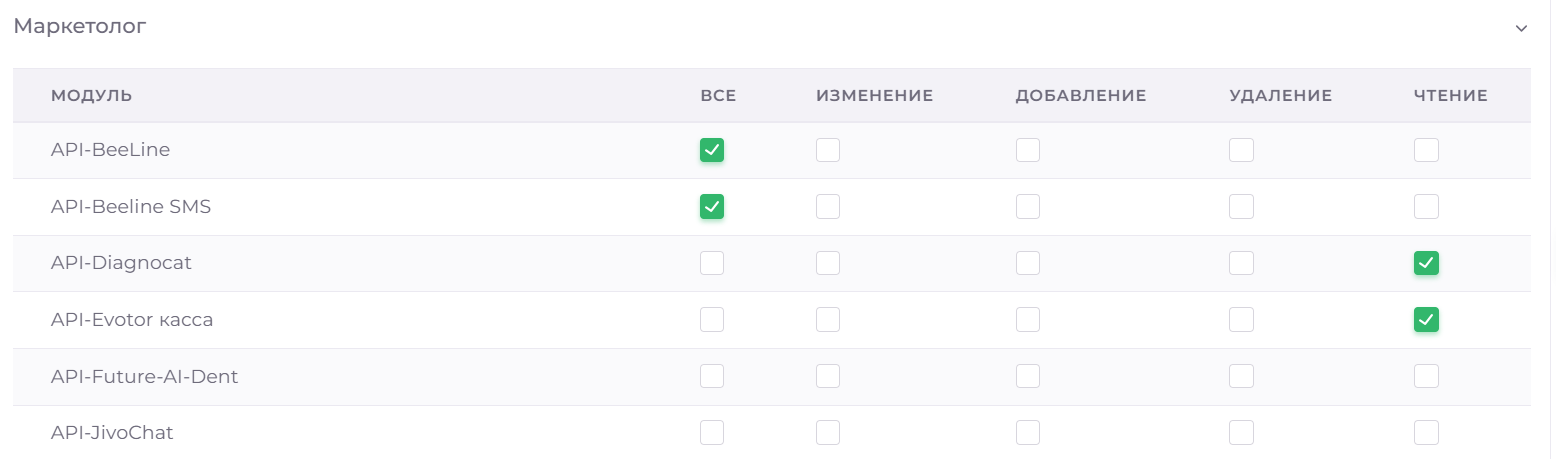 Маркетолог
МОДУЛЬ ВСЕ ИЗМЕНЕНИЕ ДОБАВЛЕНИЕ УДАЛЕНИЕ ЧТЕНИЕ
API-BeeLine
API-Beeline SMS
API-Diagnocat
API-Evotor касса
API-Future-AI-Dent
API-JivoChat